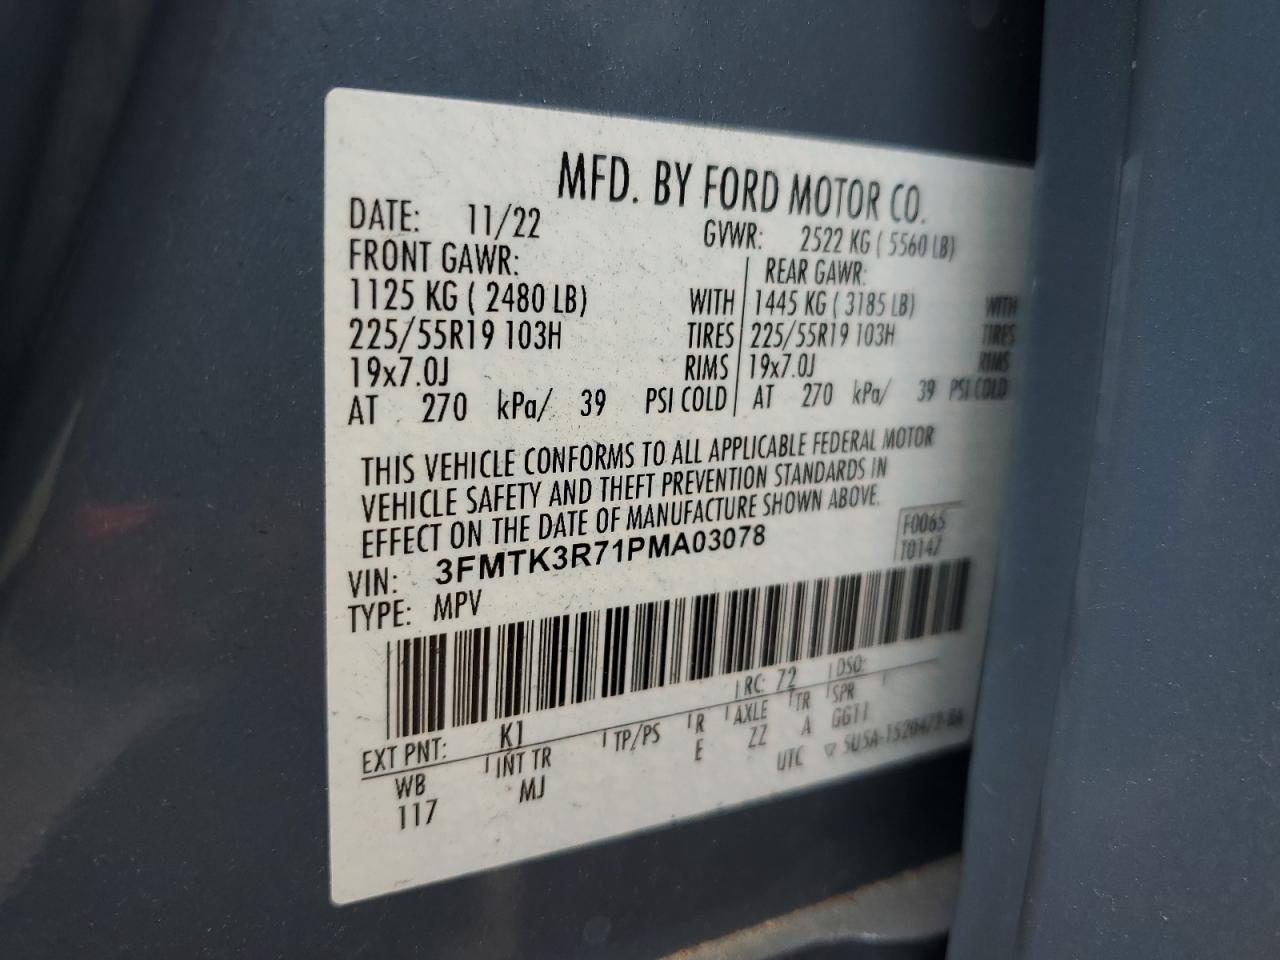 MFD. BY FORD MOTOR CO.
DATE: 11/22 GVWR: 2522 KG ( 5560 LB)
FRONT GAWR: REAR GAWR:
1125 KG ( 2480 LB) WITH 1445 KG ( 3185 LB) WITH
225/55R19 103H TIRES 225/55R19 103H TIRES
19x7.0J RIMS 19x7.0J RIMS
AT 270 kPa/ 39 PSI COLD AT 270 kPa/ 39 PSI COLD
THIS VEHICLE CONFORMS TO ALL APPLICABLE FEDERAL MOTOR
VEHICLE SAFETY AND THEFT PREVENTION STANDARDS IN
EFFECT ON THE DATE OF MANUFACTURE SHOWN ABOVE.
F0065
VIN: 3FMTK3R71PMA03078 T0147
TYPE: MPV
EXT PNT: K1 RC: 72 DSO:
WB INT TR TP/PS R AXLE TR SPR
117 MJ E ZZ A GG11
UTC